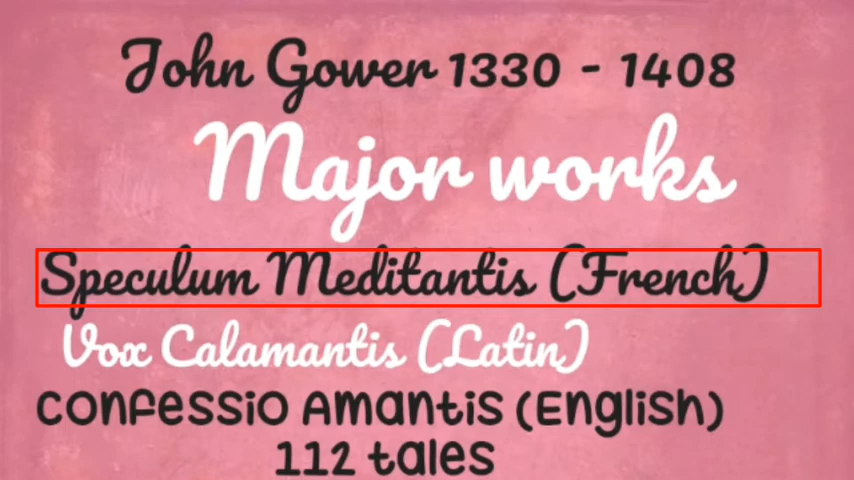 John Gower 1330 - 1408
Major works
Speculum Meditantis (French)
Vox Calamantis (Latin)
Confessio Amantis (English)
112 tales